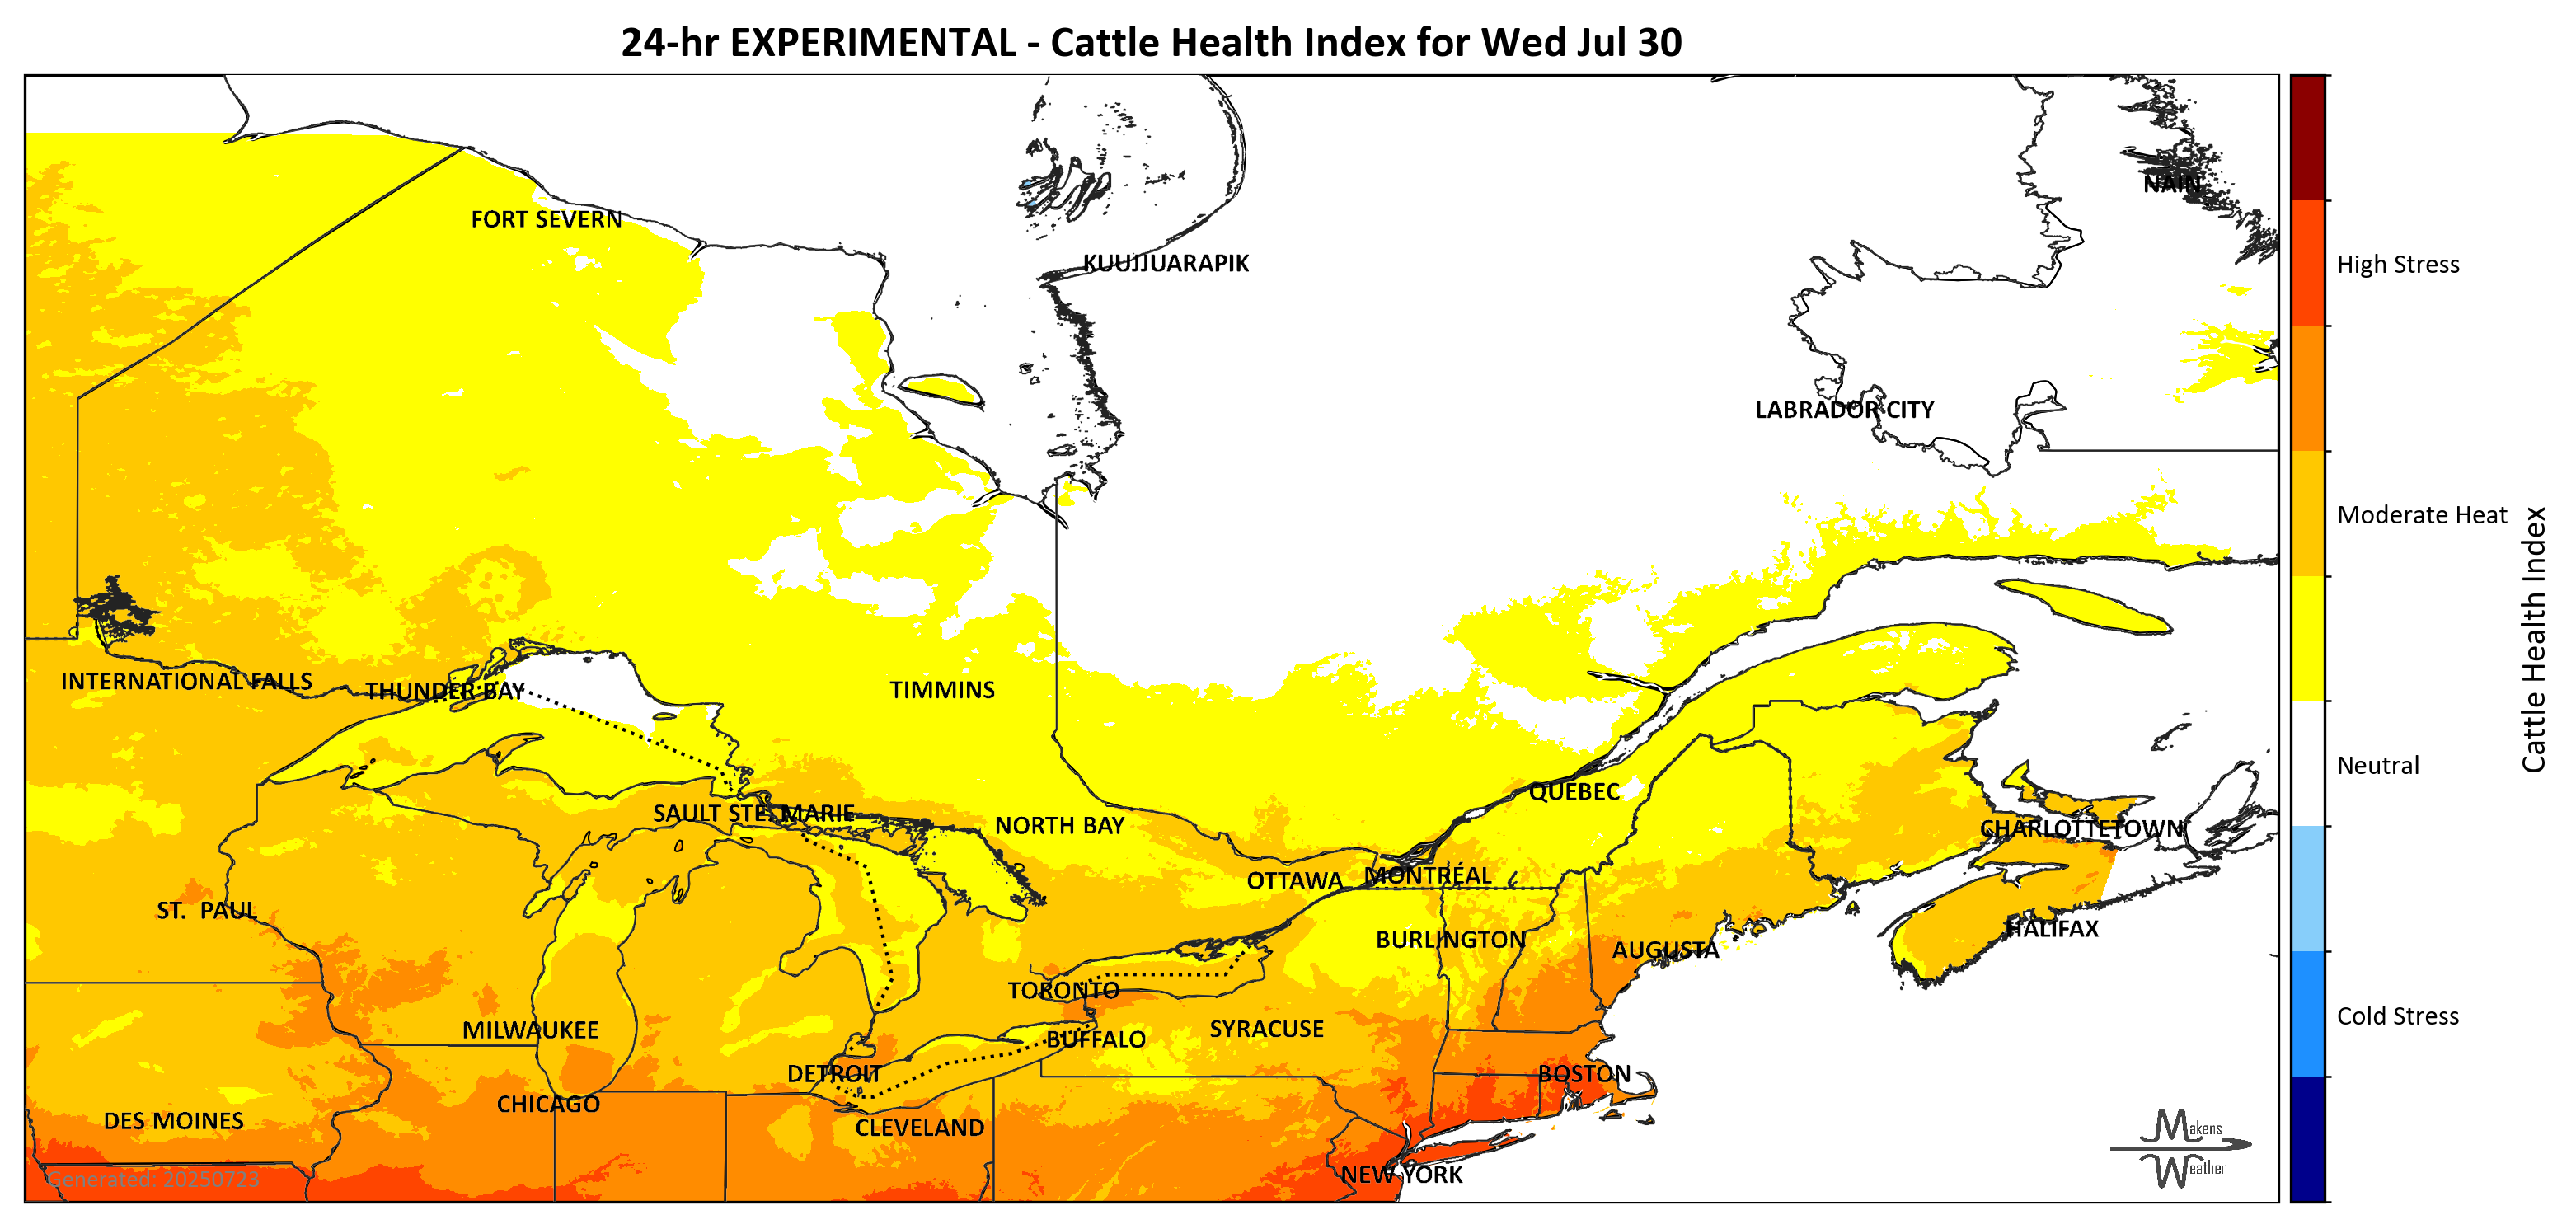 24-hr EXPERIMENTAL - Cattle Health Index for Wed Jul 30
NAIN
FORT SEVERN
KUUJJUARAPIK
High Stress
LABRADOR CITY
Moderate Heat
Cattle Health Index
INTERNATIONAL FALLS
THUNDER BAY
TIMMINS
Neutral
QUEBEC
SAULT STE. MARIE
NORTH BAY
CHARLOTTETOWN
OTTAWA
MONTRÉAL
ST. PAUL
HALIFAX
BURLINGTON
AUGUSTA
TORONTO
Cold Stress
MILWAUKEE
SYRACUSE
BUFFALO
DETROIT
BOSTON
CHICAGO
DES MOINES
CLEVELAND
Makens
Weather
NEW YORK
Generated: 20250723